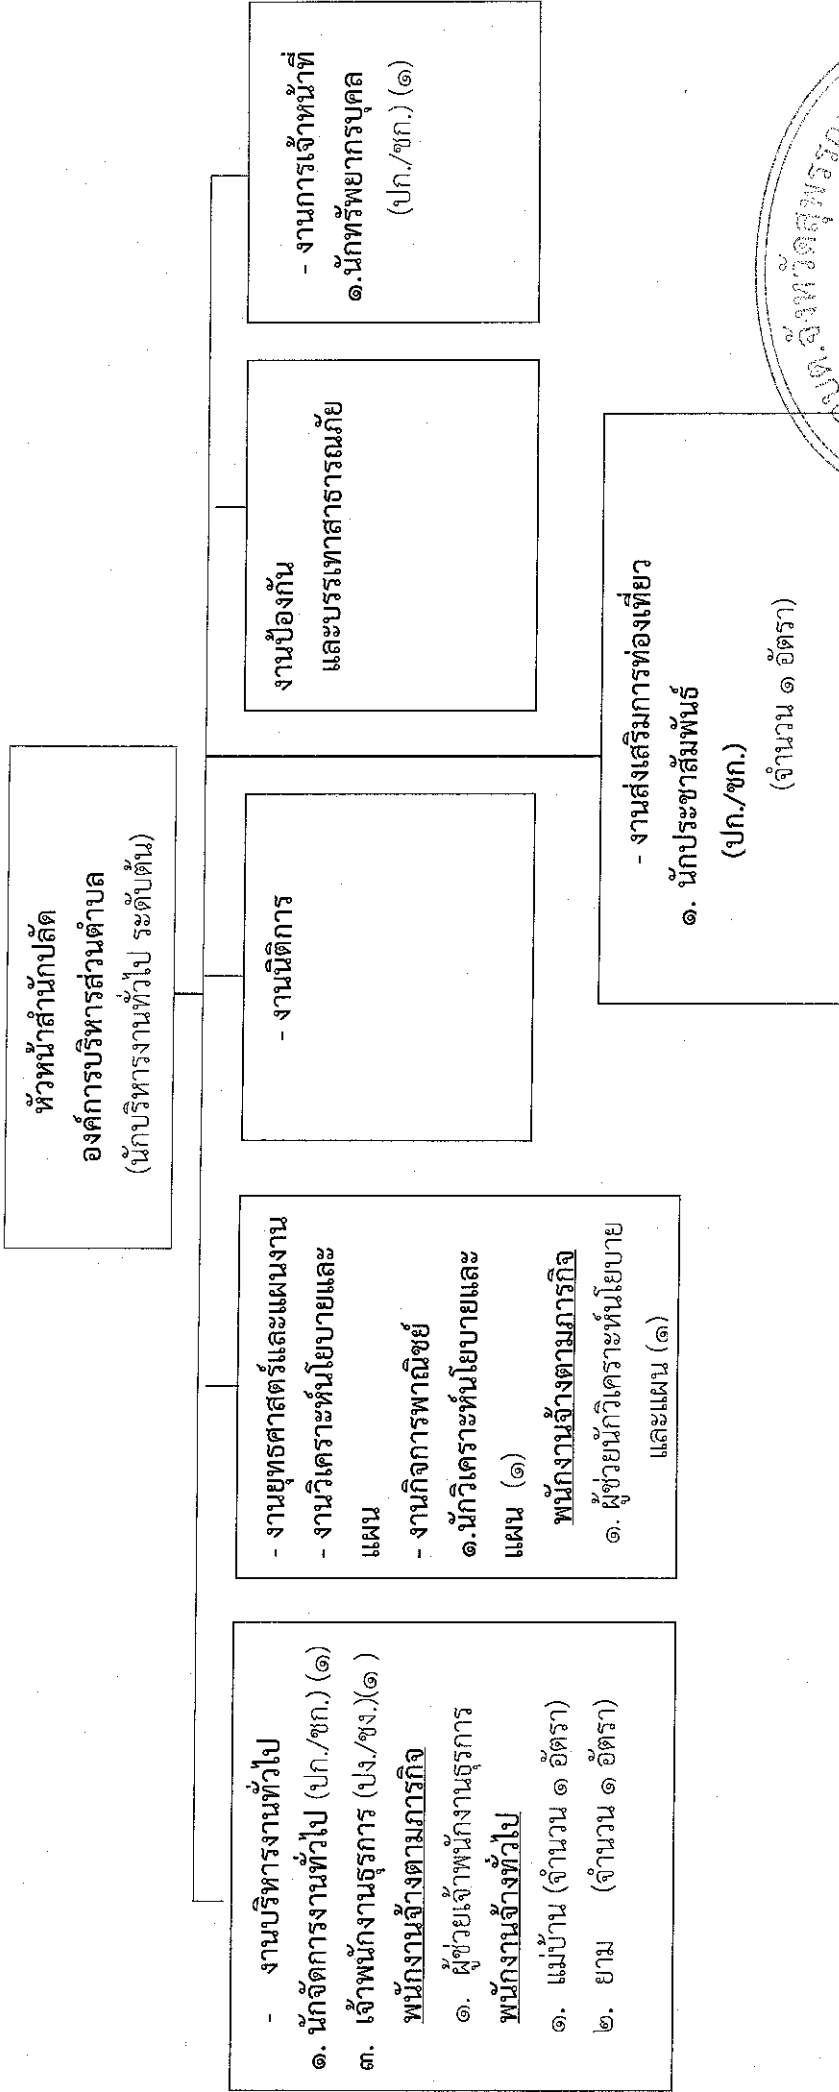 หัวหน้าสำนักปลัด
องค์การบริหารส่วนตำบล
(นักบริหารงานทั่วไป ระดับต้น)
- งานบริหารงานทั่วไป
๑. นักจัดการงานทั่วไป (ปก./ชก.) (๑)
๓. เจ้าพนักงานธุรการ (ปง./ชง.)(๑ )
พนักงานจ้างตามภารกิจ
๑. ผู้ช่วยเจ้าพนักงานธุรการ
พนักงานจ้างทั่วไป
๑. แม่บ้าน (จำนวน ๑ อัตรา)
๒. ยาม (จำนวน ๑ อัตรา)
- งานยุทธศาสตร์และแผนงาน
- งานวิเคราะห์นโยบายและ
แผน
- งานกิจการพาณิชย์
๑.นักวิเคราะห์นโยบายและ
แผน (๑)
พนักงานจ้างตามภารกิจ
๑. ผู้ช่วยนักวิเคราะห์นโยบาย
และแผน (๑)
- งานนิติการ
งานป้องกัน
และบรรเทาสาธารณภัย
- งานการเจ้าหน้าที่
๑.นักทรัพยากรบุคคล
(ปก./ชก.) (๑)
- งานส่งเสริมการท่องเที่ยว
๑. นักประชาสัมพันธ์
(ปก./ชก.)
(จำนวน ๑ อัตรา)
จังหวัดสุพรรณ